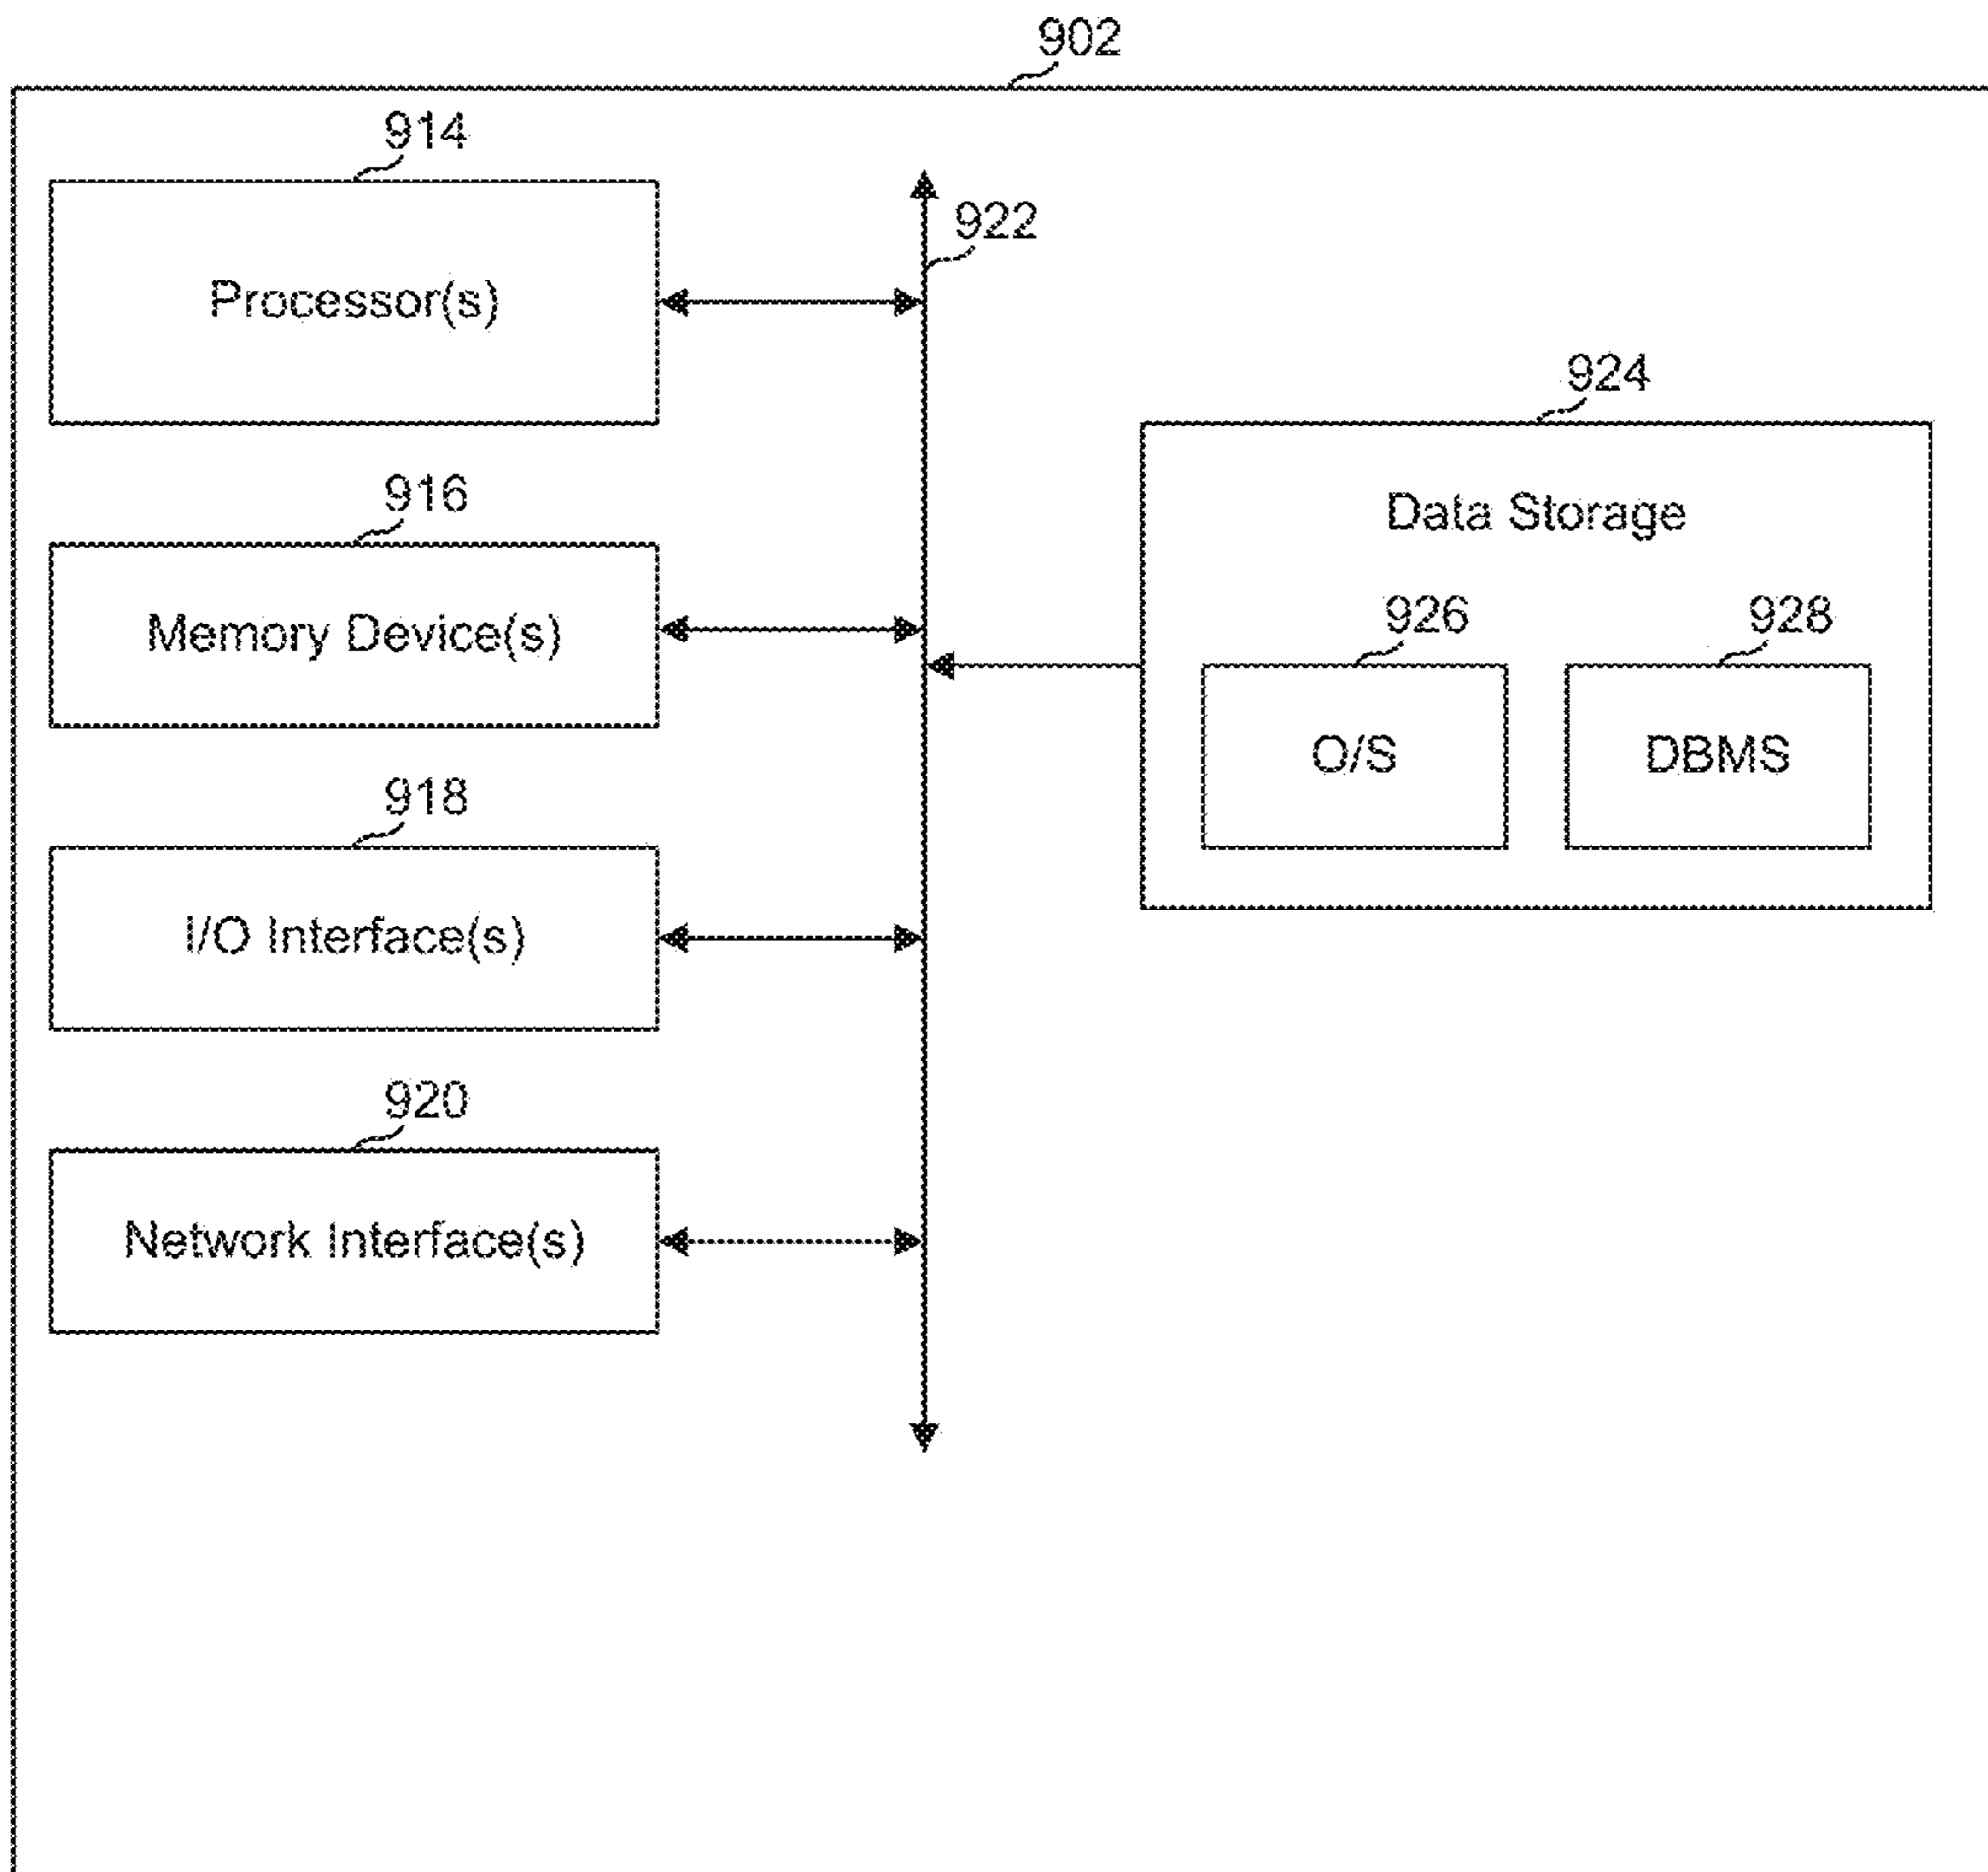 902
914
922
Processor(s)
924
916
Data Storage
Memory Device(s)
926
928
O/S
DBMS
918
I/O Interface(s)
920
Network Interface(s)